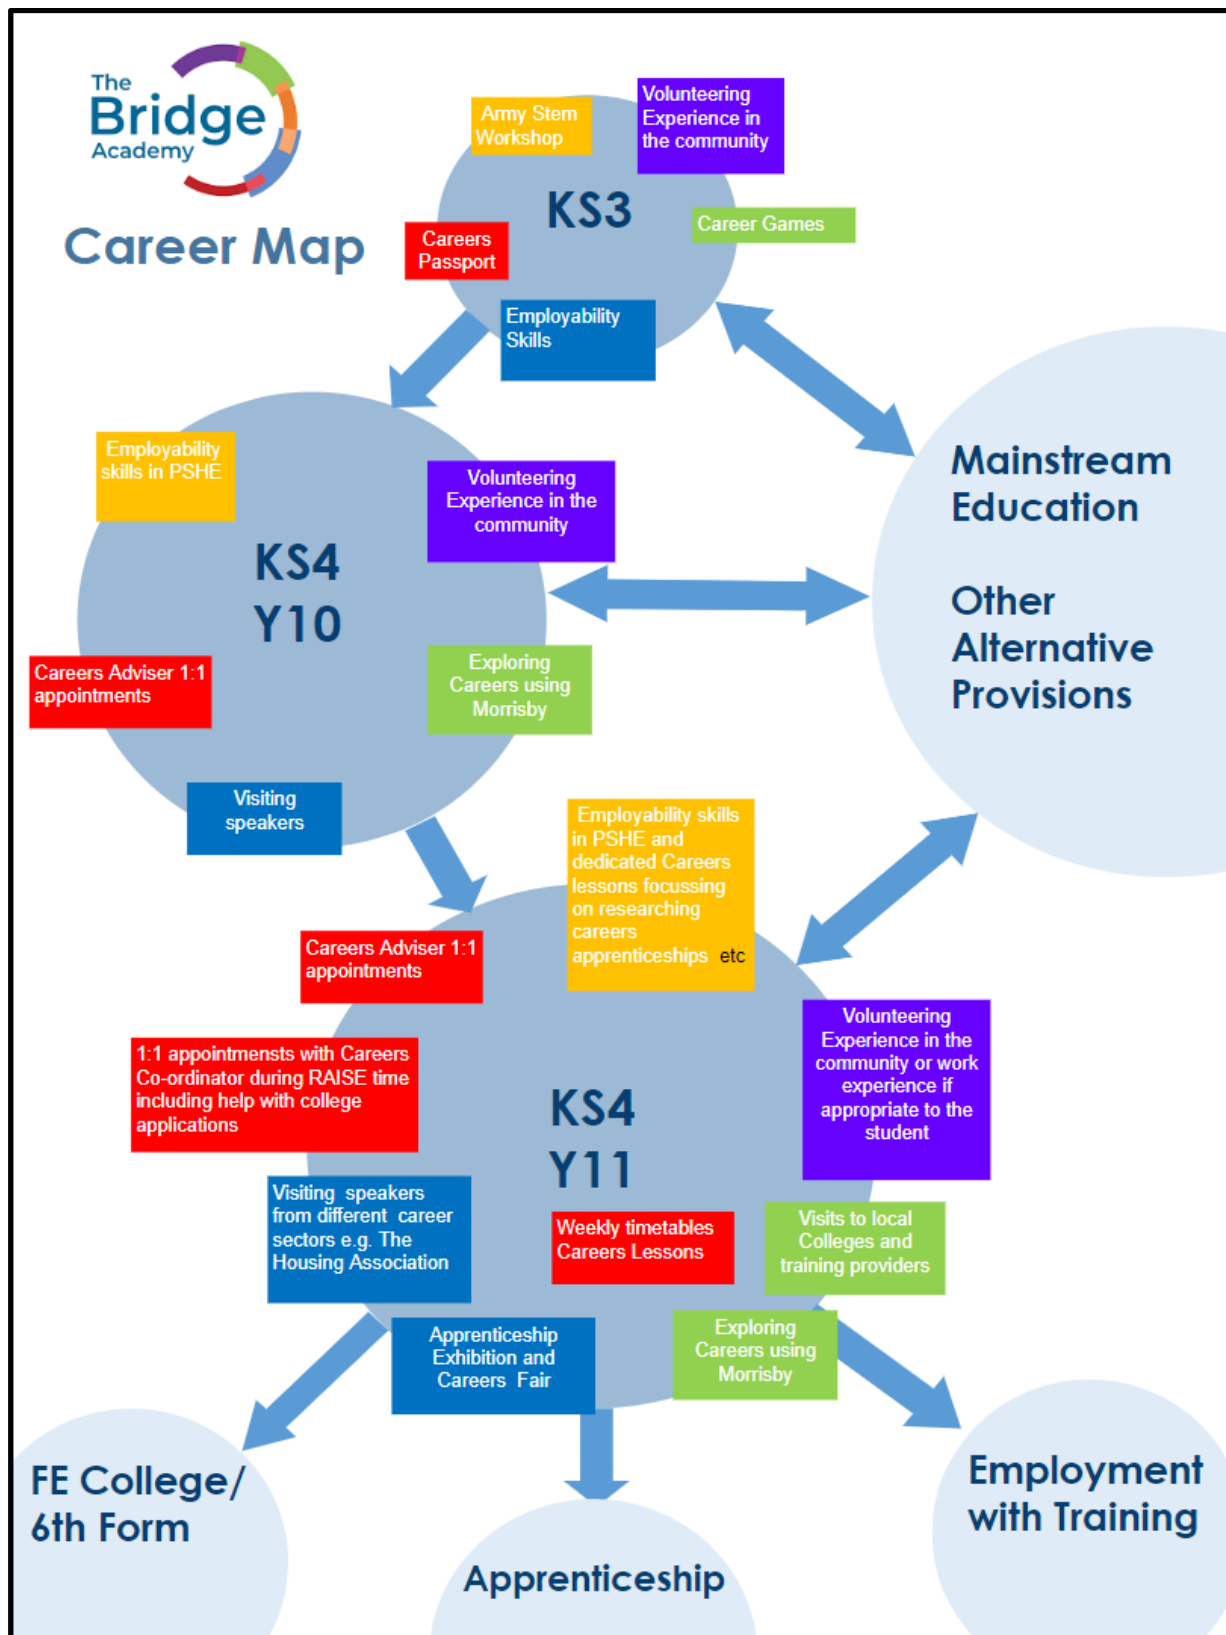 The
Bridge
Academy
Career Map
Army Stem
Workshop
Volunteering
Experience in
the community
KS3
Career Games
Careers
Passport
Employability
Skills
Mainstream
Education
Other
Alternative
Provisions
Employability
skills in PSHE
Volunteering
Experience in the
community
KS4
Y10
Careers Adviser 1:1
appointments
Exploring
Careers using
Morrisby
Visiting
speakers
Employability skills
in PSHE and
dedicated Careers
lessons focussing
on researching
careers
apprenticeships etc
Careers Adviser 1:1
appointments
Volunteering
Experience in the
community or work
experience if
appropriate to the
student
1:1 appointmensts with Careers
Co-ordinator during RAISE time
including help with college
applications
KS4
Y11
Visiting speakers
from different career
sectors e.g. The
Housing Association
Weekly timetables
Careers Lessons
Visits to local
Colleges and
training providers
Apprenticeship
Exhibition and
Careers Fair
Exploring
Careers using
Morrisby
FE College/
6th Form
Apprenticeship
Employment
with Training